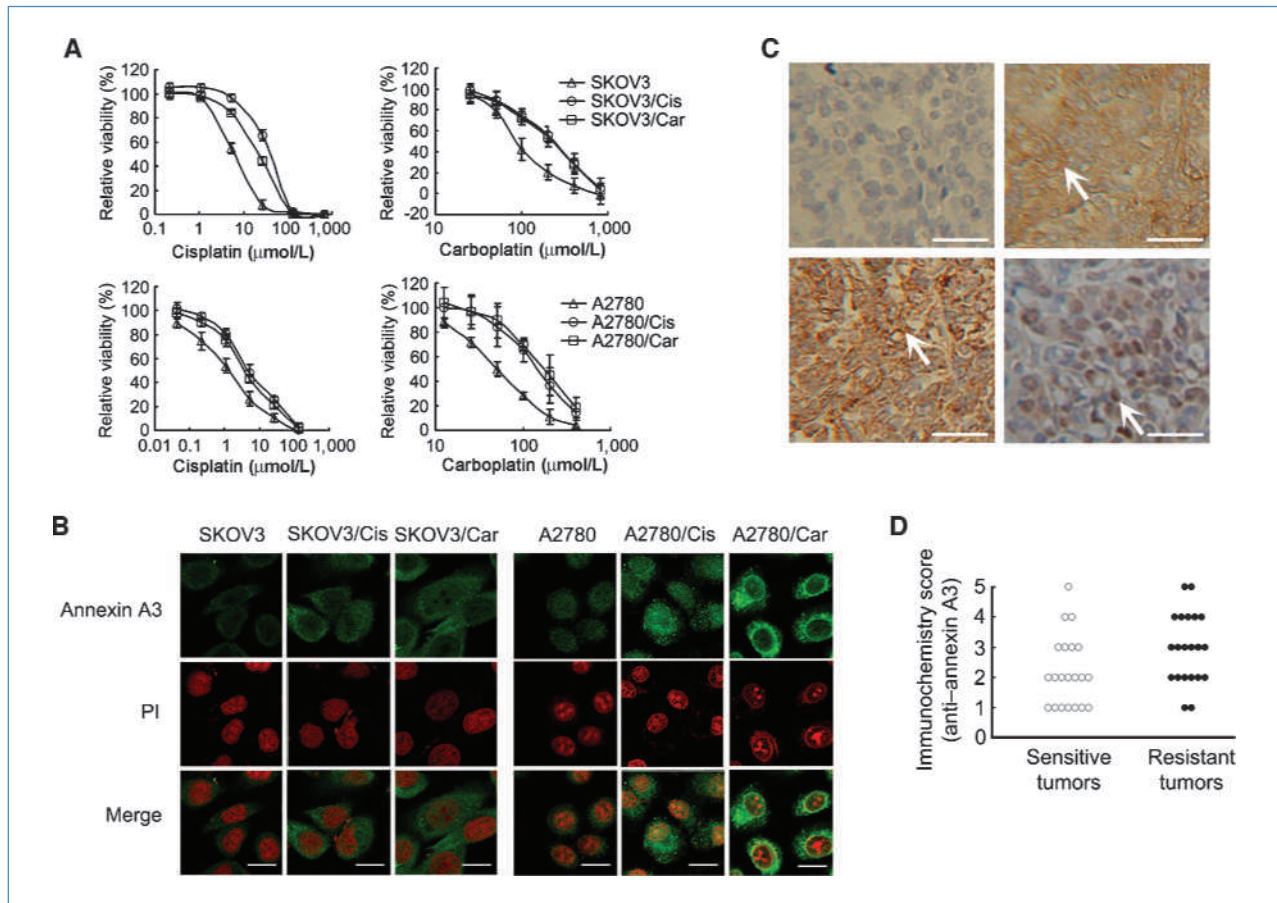 A
Relative viability (%)
120
100
80
60
40
20
0
0.1 1 10 100 1,000
Cisplatin (μmol/L)
Relative viability (%)
120
100
80
60
40
20
0
-20
10 100 1,000
Carboplatin (μmol/L)
SKOV3
SKOV3/Cis
SKOV3/Car
Relative viability (%)
120
100
80
60
40
20
0
0.01 0.1 1 10 100 1,000
Cisplatin (μmol/L)
Relative viability (%)
120
100
80
60
40
20
0
10 100 1,000
Carboplatin (μmol/L)
A2780
A2780/Cis
A2780/Car
C
B
SKOV3 SKOV3/Cis SKOV3/Car A2780 A2780/Cis A2780/Car
Annexin A3
PI
Merge
D
Immunochemistry score
(anti–annexin A3)
5
4
3
2
1
0
Sensitive
tumors
Resistant
tumors